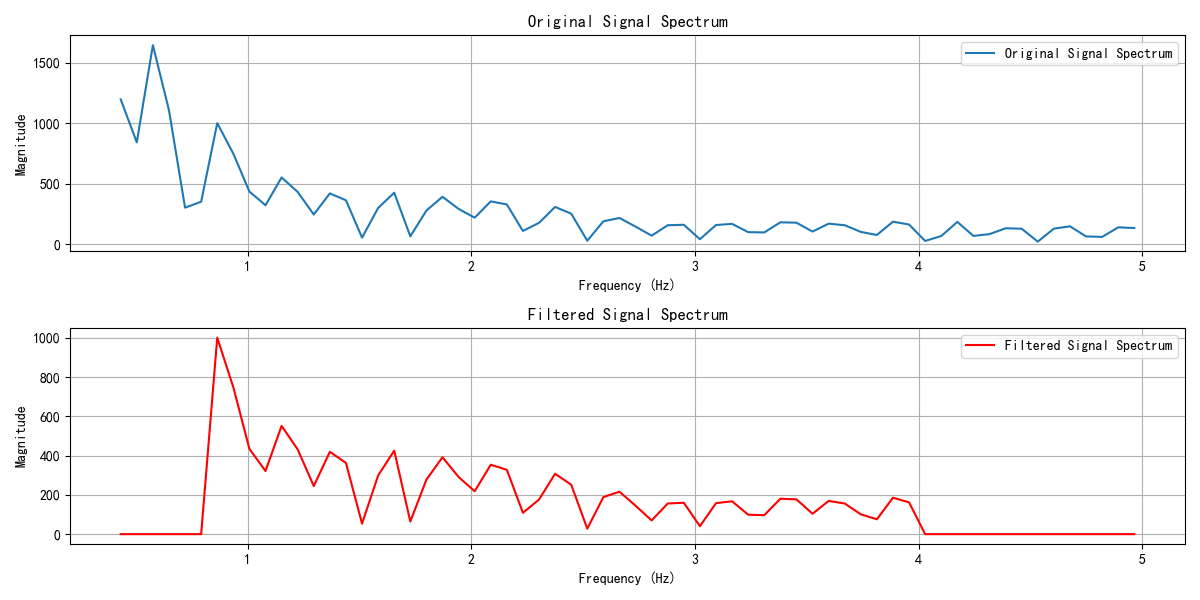 Original Signal Spectrum
Original Signal Spectrum
Magnitude
1500
1000
500
0
1 2 3 4 5
Frequency (Hz)
Filtered Signal Spectrum
Filtered Signal Spectrum
Magnitude
1000
800
600
400
200
0
1 2 3 4 5
Frequency (Hz)